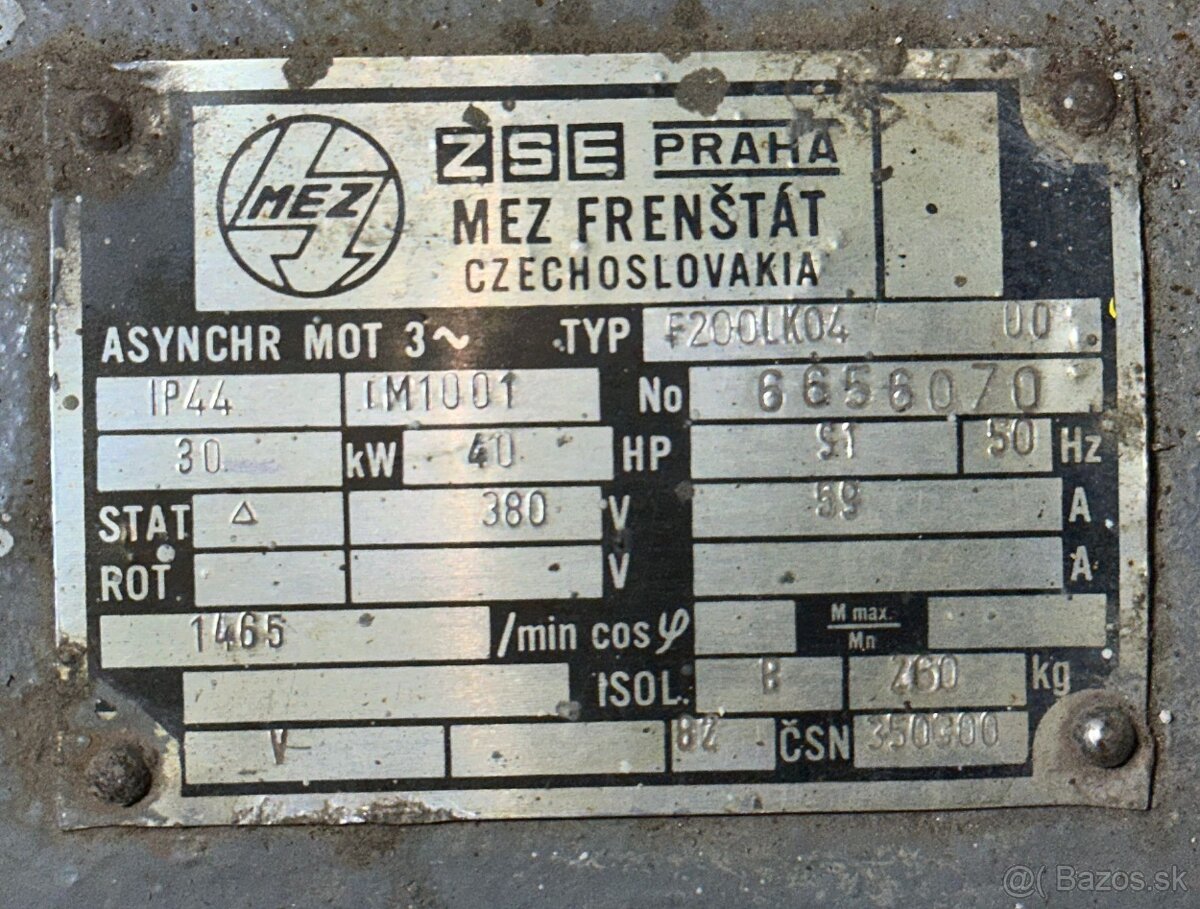 MEZ
ZSE PRAHA
MEZ FRENŠTÁT
CZECHOSLOVAKIA
ASYNCHR MOT 3~ TYP F200LK04 00
IP44 IM1001 No 6656070
30 kW 40 HP S1 50 Hz
STAT △ 380 V 59 A
ROT V A
1465 /min cos φ M max. / Mn
ISOL. B 260 kg
V 82 ČSN 350300
@( Bazos.sk